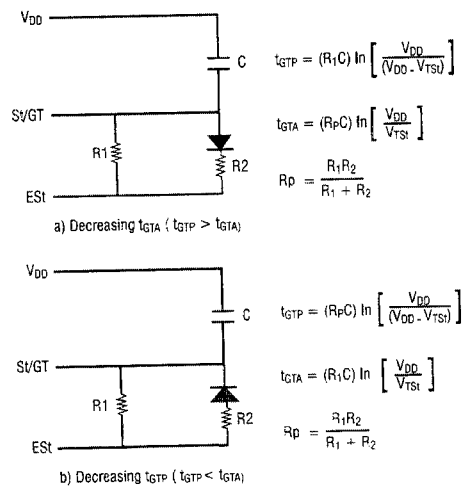 VDD
C
tGTP = (R1C) ln [ VDD / (VDD - VTSt) ]
St/GT
tGTA = (RPC) ln [ VDD / VTSt ]
R1
R2
Rp = R1R2 / R1 + R2
ESt
a) Decreasing tGTA ( tGTP > tGTA)
VDD
C
tGTP = (RPC) ln [ VDD / (VDD - VTSt) ]
St/GT
tGTA = (R1C) ln [ VDD / VTSt ]
R1
R2
Rp = R1R2 / R1 + R2
ESt
b) Decreasing tGTP ( tGTP < tGTA)